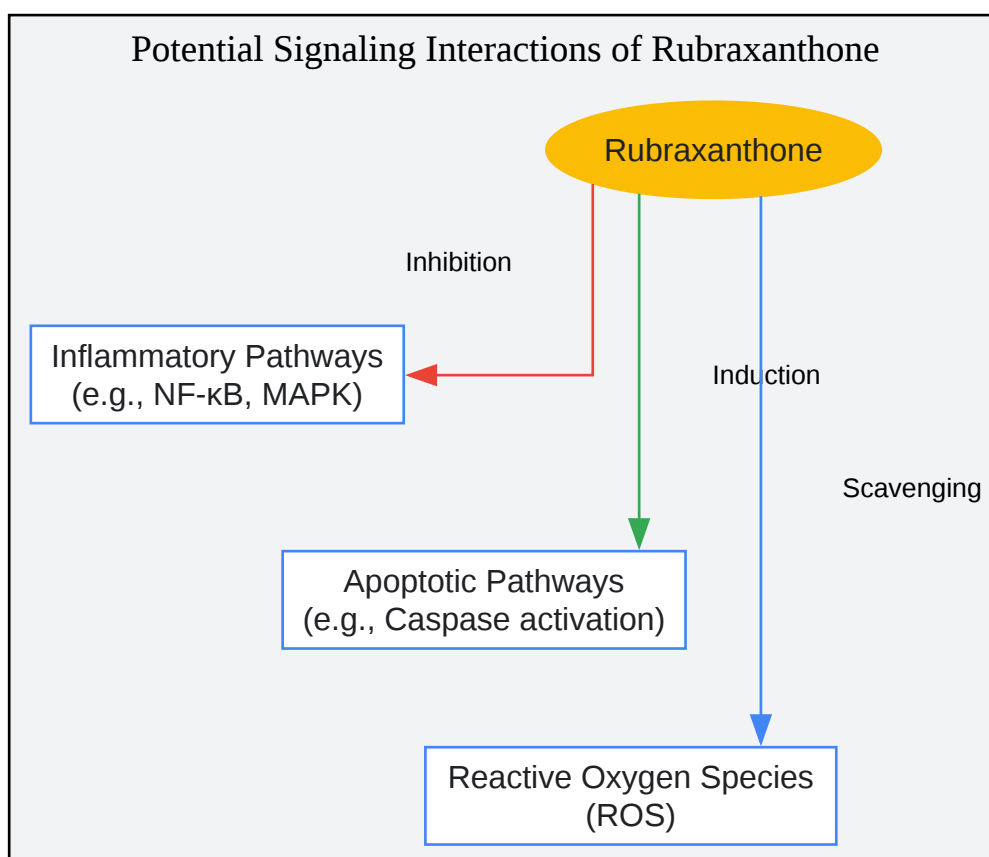 Potential Signaling Interactions of Rubraxanthone
Rubraxanthone
Inhibition
Inflammatory Pathways
(e.g., NF-κB, MAPK)
Induction
Scavenging
Apoptotic Pathways
(e.g., Caspase activation)
Reactive Oxygen Species
(ROS)